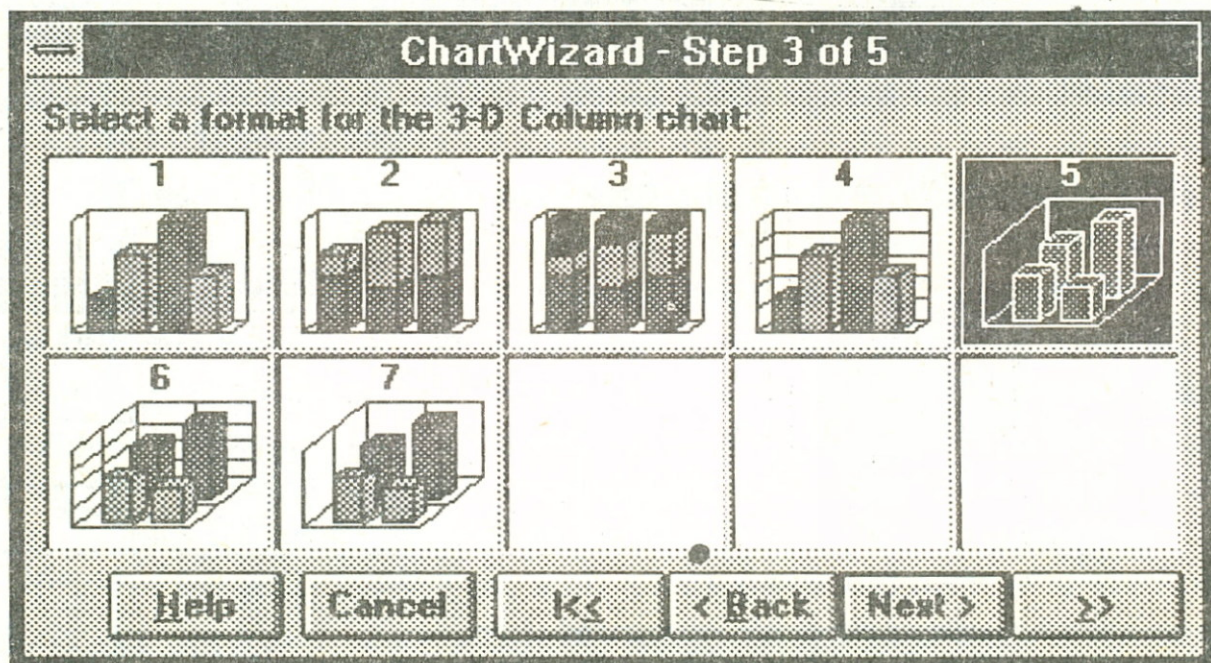 ChartWizard - Step 3 of 5
Select a format for the 3-D Column chart:
1 2 3 4 5
6 7
Help Cancel |<< < Back Next > >>